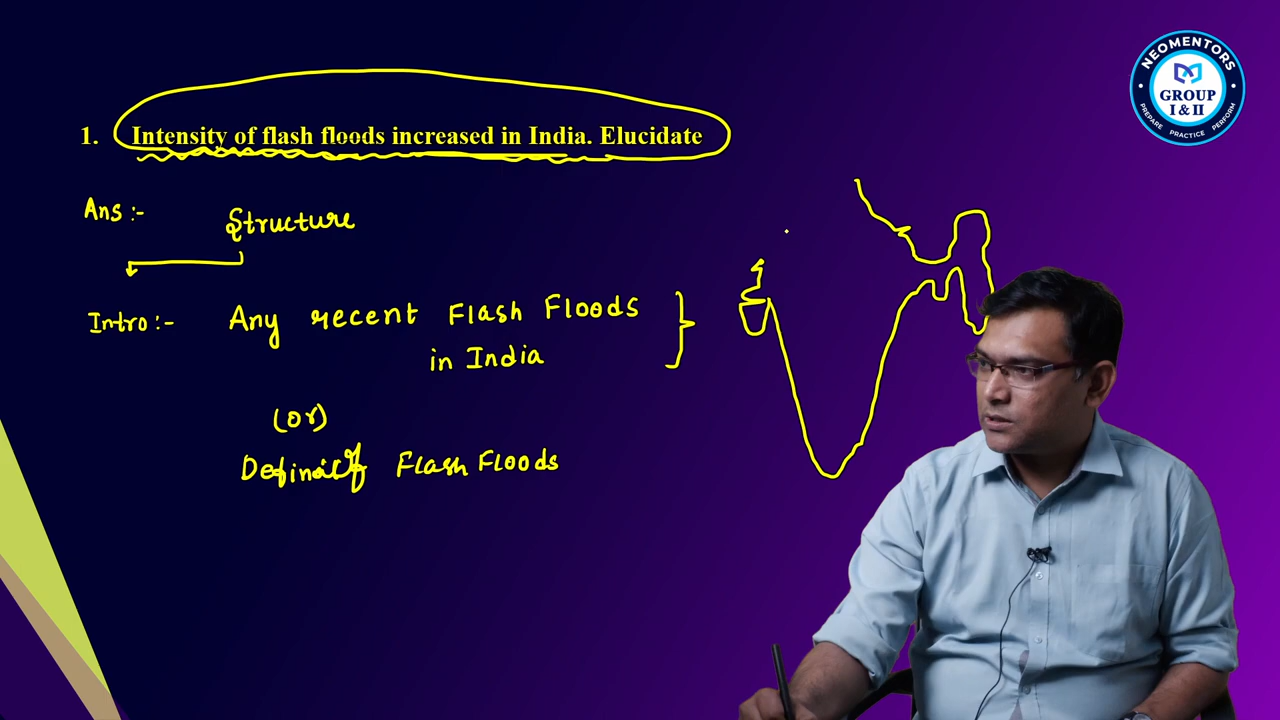 NEOMENTORS
GROUP
I & II
PREPARE PRACTICE PERFORM
1. Intensity of flash floods increased in India. Elucidate
Ans :- Structure
Intro :- Any recent Flash Floods
in India
(or)
Flash Floods